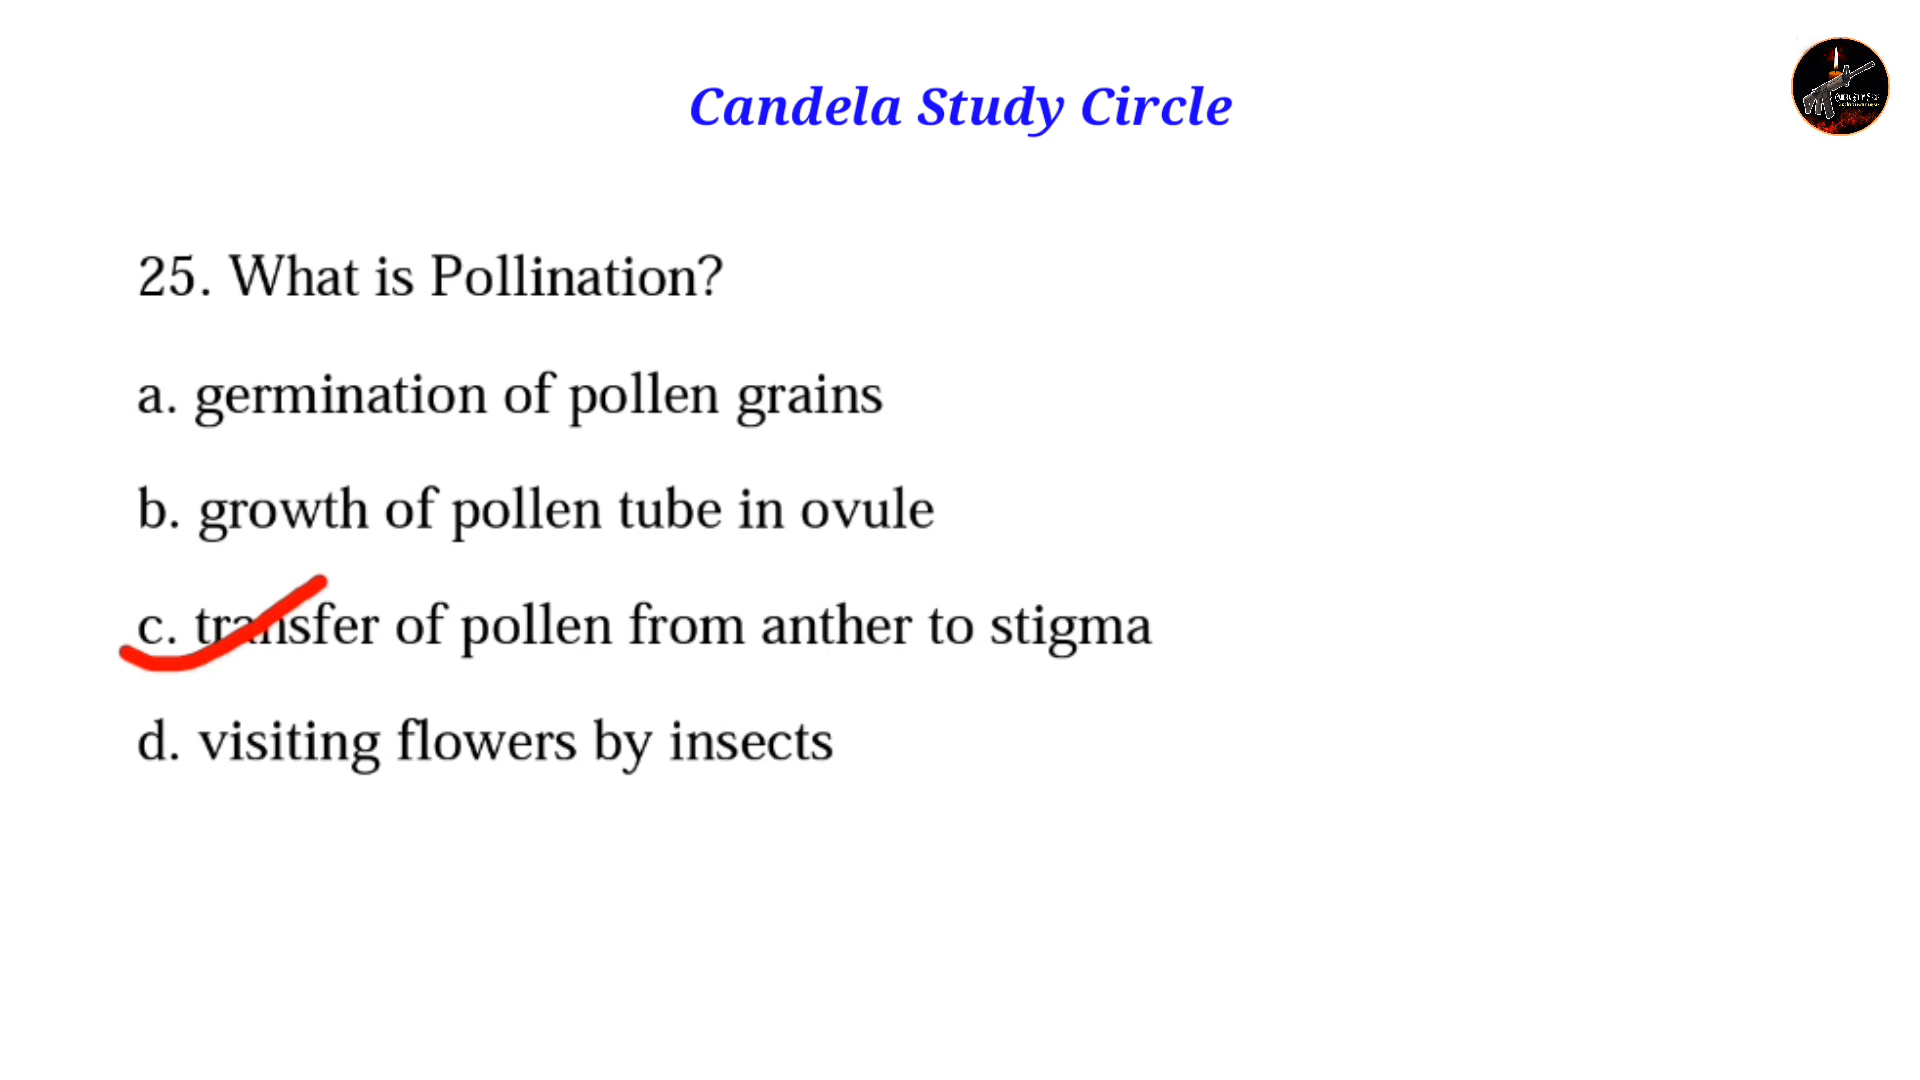 Candela Study Circle
25. What is Pollination?
a. germination of pollen grains
b. growth of pollen tube in ovule
c. transfer of pollen from anther to stigma
d. visiting flowers by insects